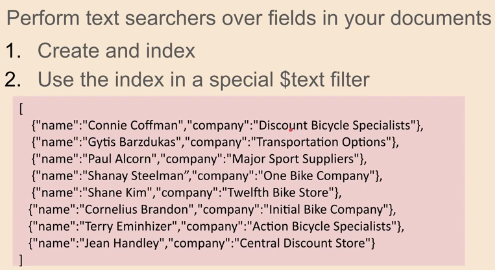 Perform text searchers over fields in your documents
1. Create and index
2. Use the index in a special $text filter
[
{"name":"Connie Coffman","company":"Discount Bicycle Specialists"},
{"name":"Gytis Barzdukas","company":"Transportation Options"},
{"name":"Paul Alcorn","company":"Major Sport Suppliers"},
{"name":"Shanay Steelman","company":"One Bike Company"},
{"name":"Shane Kim","company":"Twelfth Bike Store"},
{"name":"Cornelius Brandon","company":"Initial Bike Company"},
{"name":"Terry Eminhizer","company":"Action Bicycle Specialists"},
{"name":"Jean Handley","company":"Central Discount Store"}
]